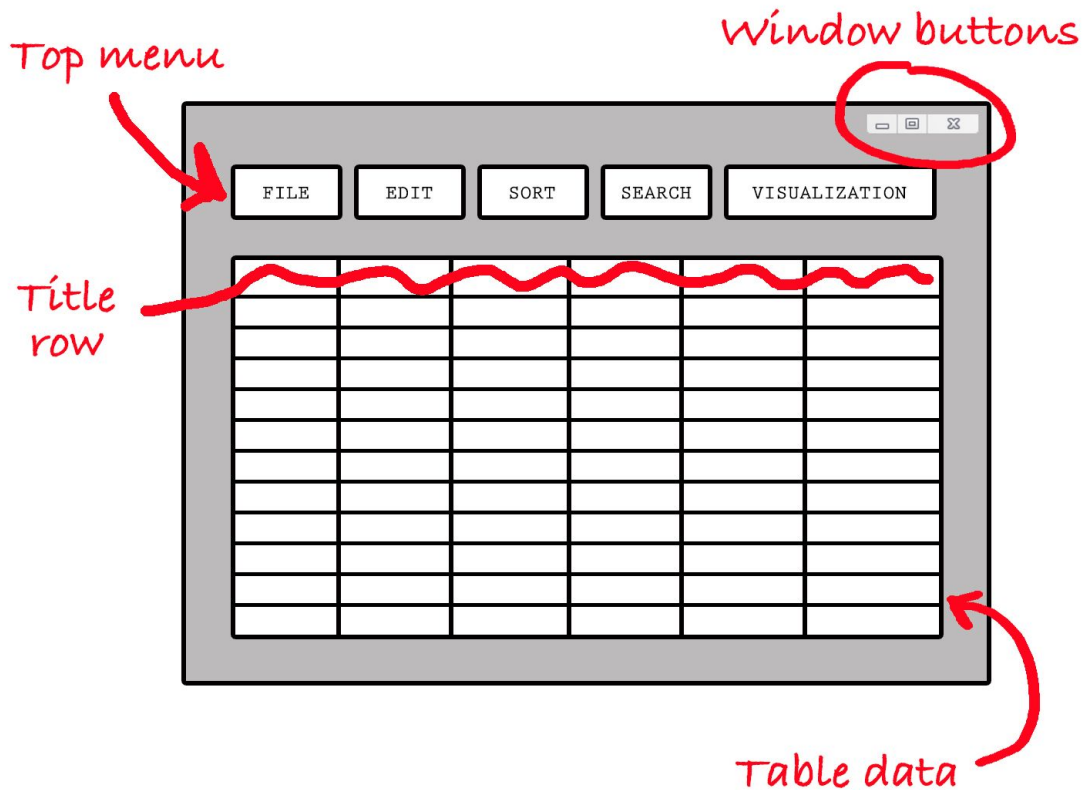 Window buttons
Top menu
FILE EDIT SORT SEARCH VISUALIZATION
Title
row
Table data